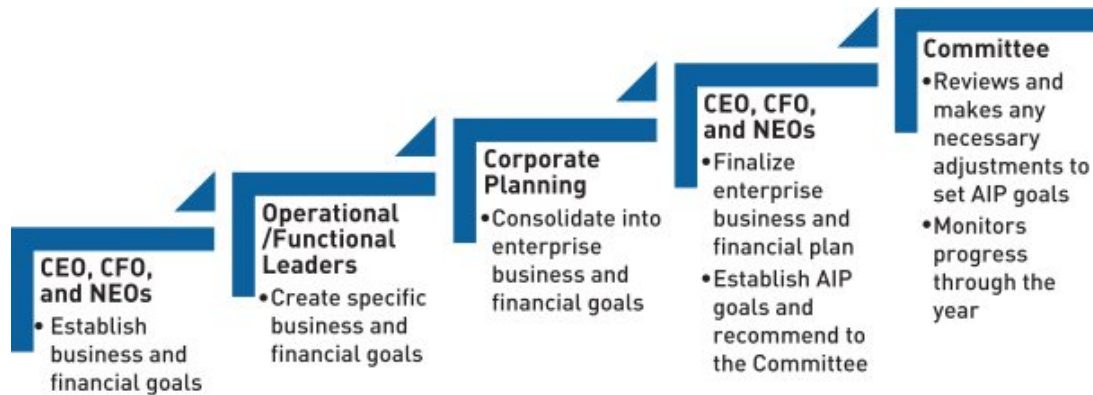 CEO, CFO,
and NEOs
• Establish
business and
financial goals
Operational
/Functional
Leaders
•Create specific
business and
financial goals
Corporate
Planning
•Consolidate into
enterprise
business and
financial goals
CEO, CFO,
and NEOs
•Finalize
enterprise
business and
financial plan
•Establish AIP
goals and
recommend to
the Committee
Committee
•Reviews and
makes any
necessary
adjustments to
set AIP goals
•Monitors
progress
through the
year